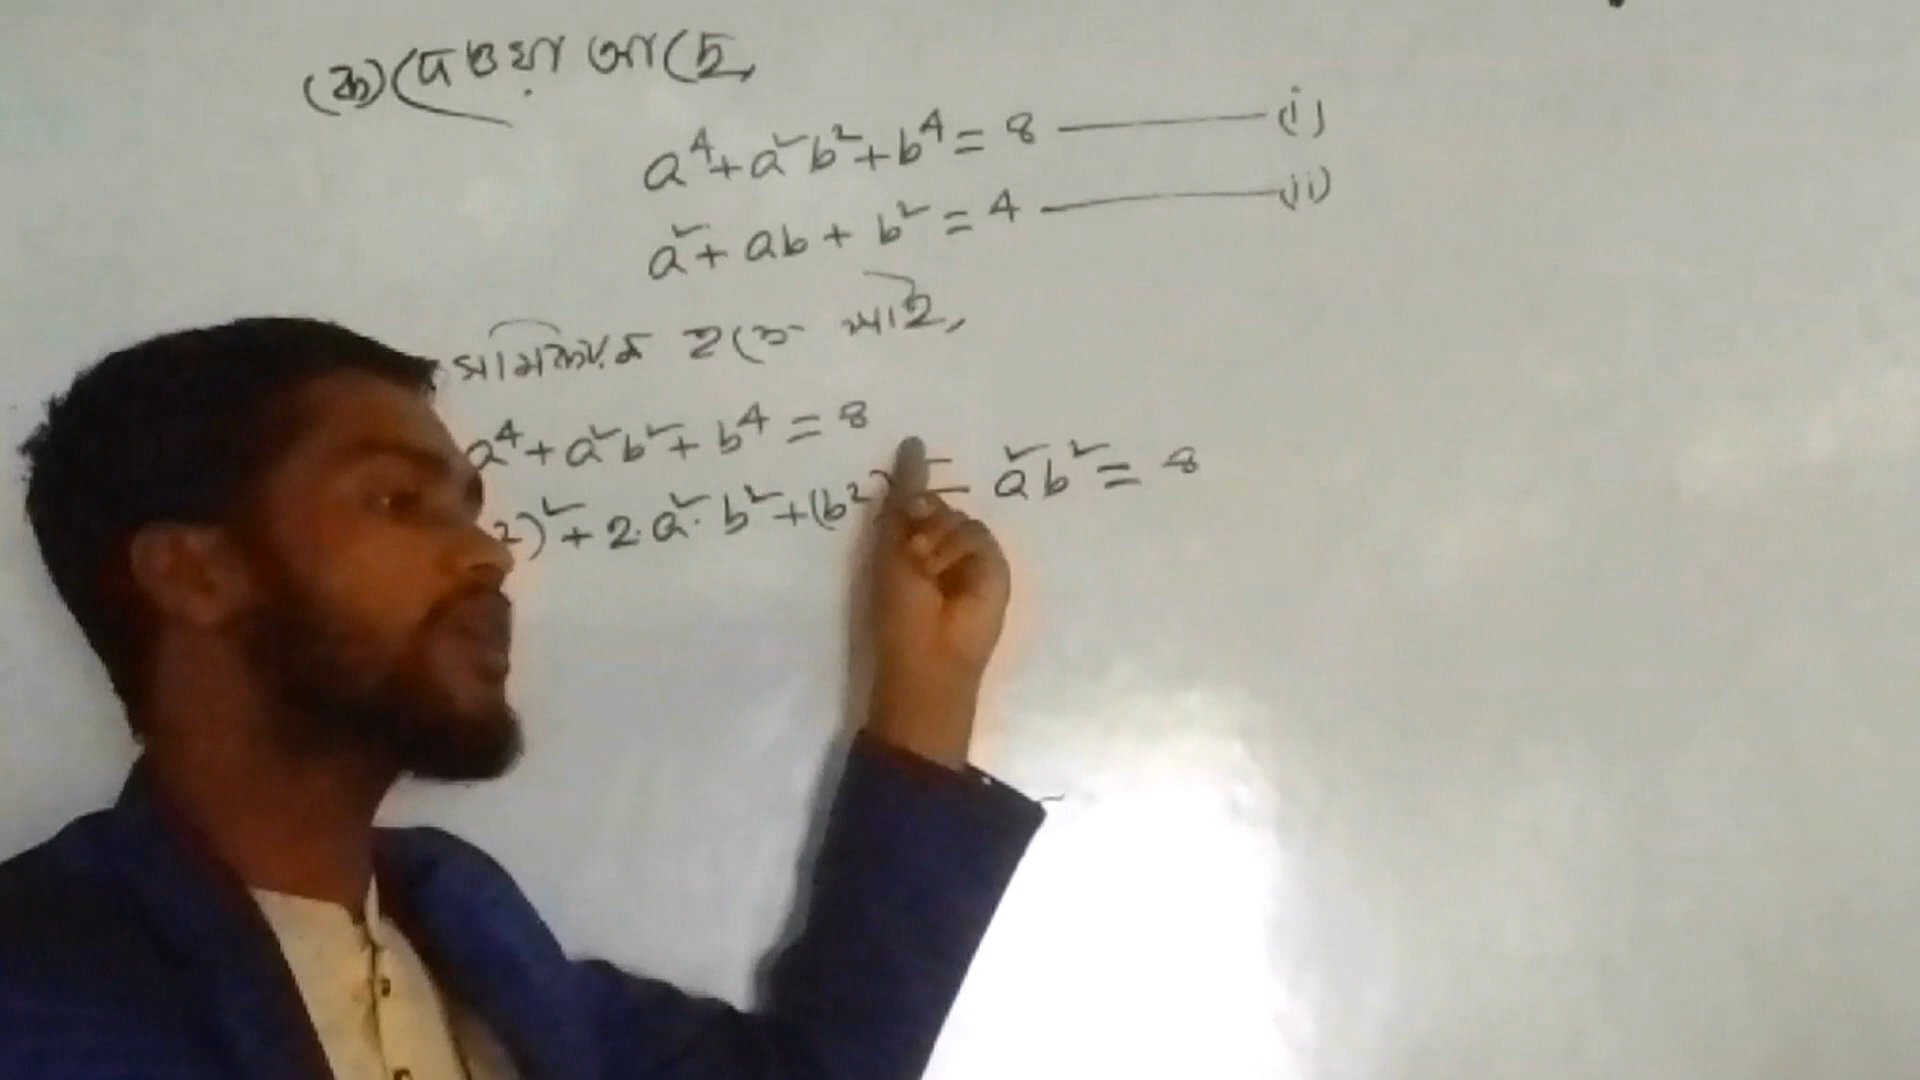 (ক) দেওয়া আছে,
a⁴+a²b²+b⁴=8 ——— (i)
a²+ab+b²=4 ——— (ii)
সমিকরন হতে পাই,
a⁴+a²b²+b⁴=8
²)²+2.a².b²+(b²) - a²b²=8